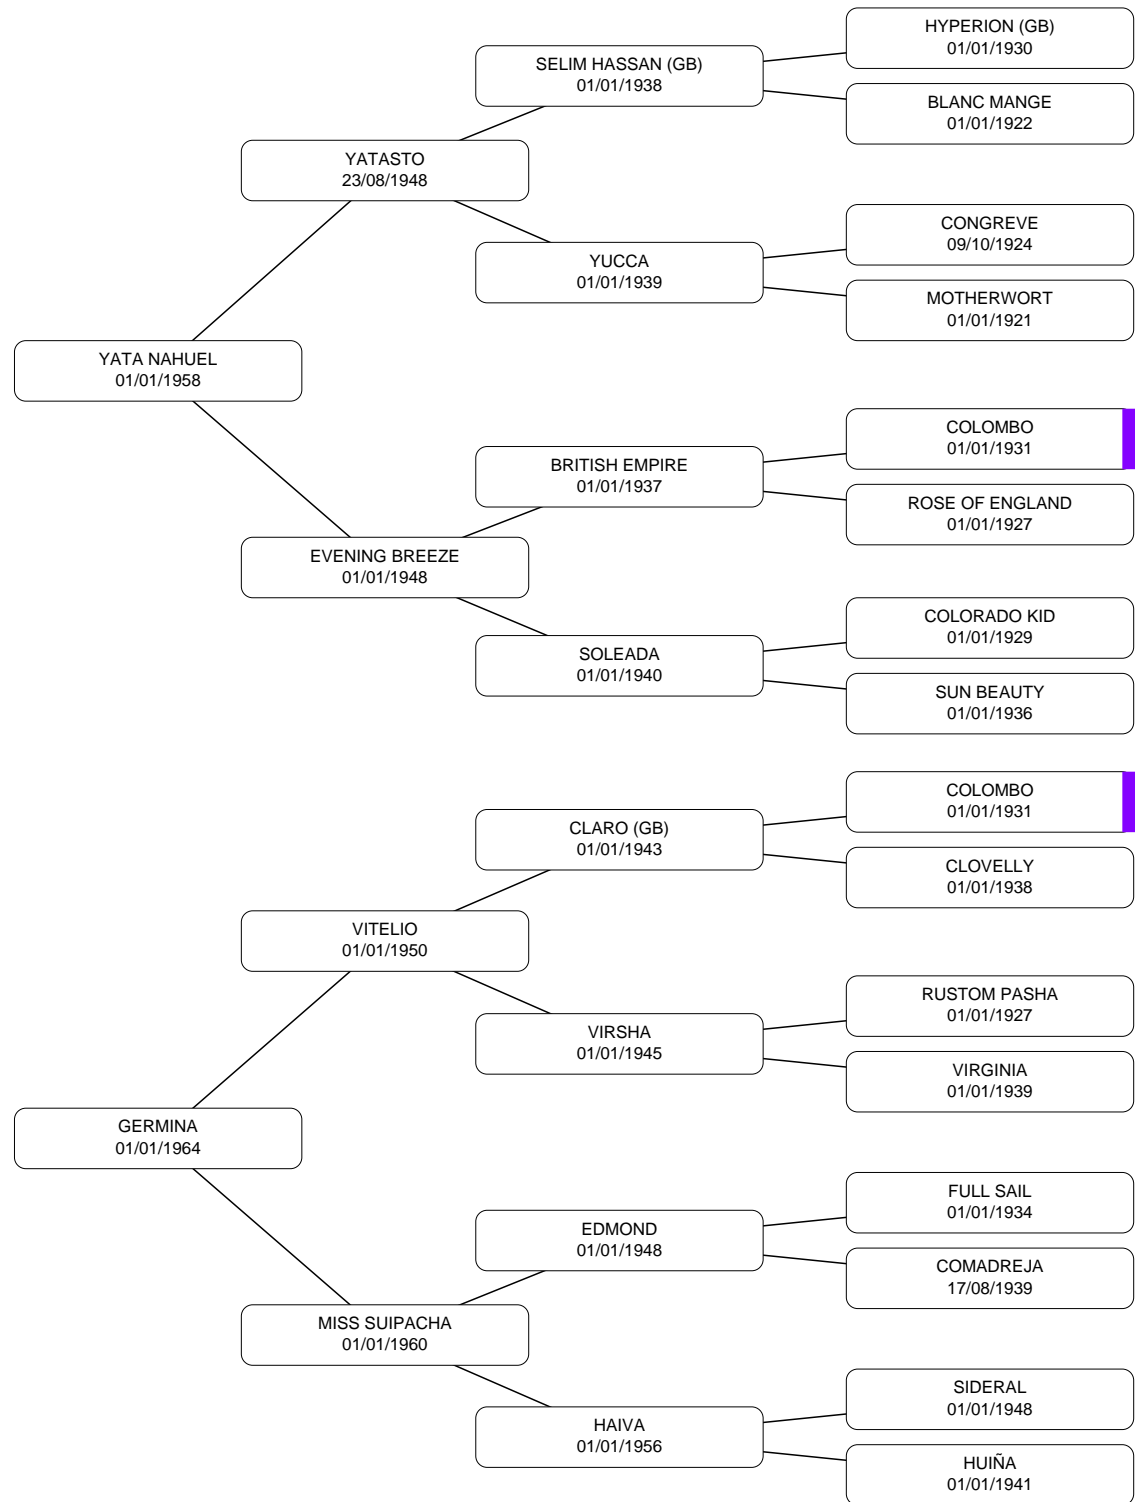 HYPERION (GB)
01/01/1930
SELIM HASSAN (GB)
01/01/1938
BLANC MANGE
01/01/1922
YATASTO
23/08/1948
CONGREVE
09/10/1924
YUCCA
01/01/1939
MOTHERWORT
01/01/1921
YATA NAHUEL
01/01/1958
COLOMBO
01/01/1931
BRITISH EMPIRE
01/01/1937
ROSE OF ENGLAND
01/01/1927
EVENING BREEZE
01/01/1948
COLORADO KID
01/01/1929
SOLEADA
01/01/1940
SUN BEAUTY
01/01/1936
COLOMBO
01/01/1931
CLARO (GB)
01/01/1943
CLOVELLY
01/01/1938
VITELIO
01/01/1950
RUSTOM PASHA
01/01/1927
VIRSHA
01/01/1945
VIRGINIA
01/01/1939
GERMINA
01/01/1964
FULL SAIL
01/01/1934
EDMOND
01/01/1948
COMADREJA
17/08/1939
MISS SUIPACHA
01/01/1960
SIDERAL
01/01/1948
HAIVA
01/01/1956
HUIÑA
01/01/1941